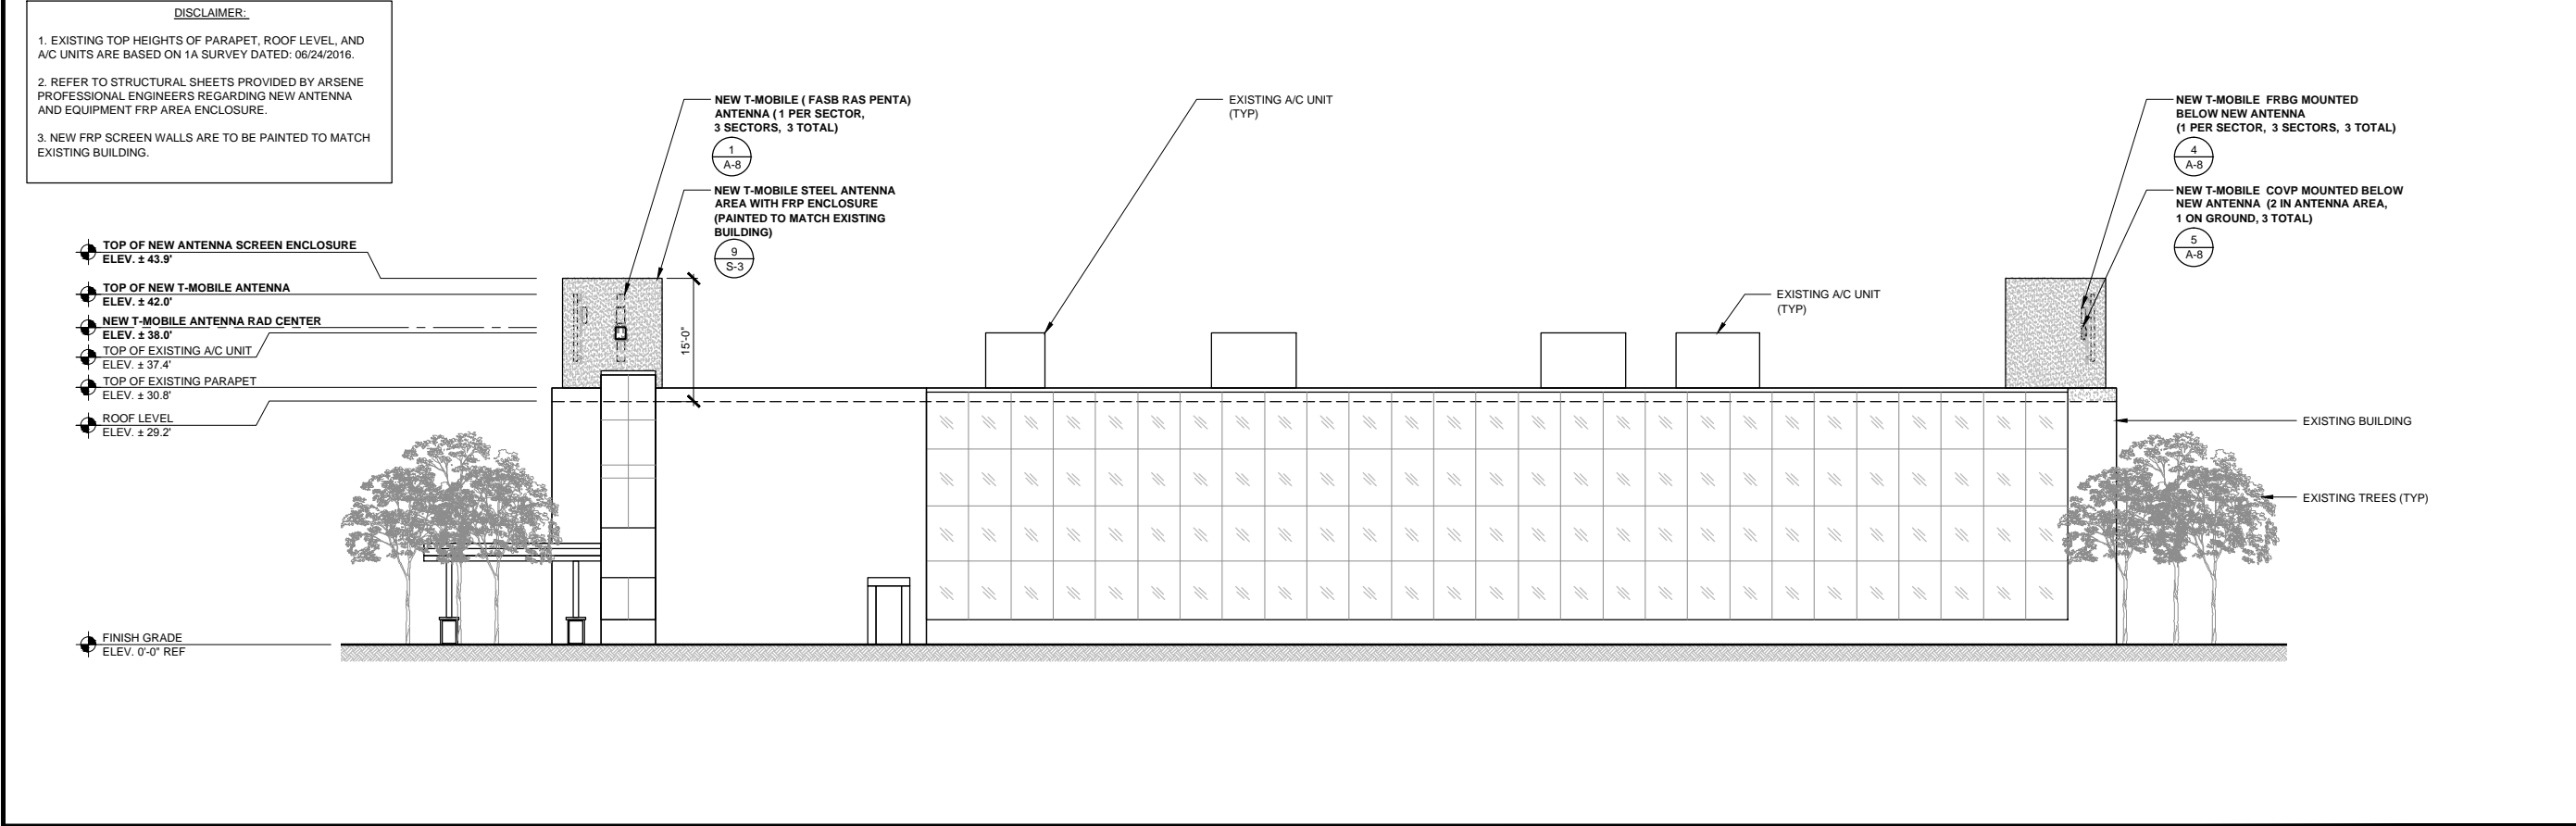 DISCLAIMER:
1. EXISTING TOP HEIGHTS OF PARAPET, ROOF LEVEL, AND
A/C UNITS ARE BASED ON 1A SURVEY DATED: 06/24/2016.
2. REFER TO STRUCTURAL SHEETS PROVIDED BY ARSENE
PROFESSIONAL ENGINEERS REGARDING NEW ANTENNA
AND EQUIPMENT FRP AREA ENCLOSURE.
3. NEW FRP SCREEN WALLS ARE TO BE PAINTED TO MATCH
EXISTING BUILDING.
NEW T-MOBILE ( FASB RAS PENTA)
ANTENNA ( 1 PER SECTOR,
3 SECTORS, 3 TOTAL)
1
A-8
NEW T-MOBILE STEEL ANTENNA
AREA WITH FRP ENCLOSURE
(PAINTED TO MATCH EXISTING
BUILDING)
9
S-3
EXISTING A/C UNIT
(TYP)
EXISTING A/C UNIT
(TYP)
NEW T-MOBILE FRBG MOUNTED
BELOW NEW ANTENNA
(1 PER SECTOR, 3 SECTORS, 3 TOTAL)
4
A-8
NEW T-MOBILE COVP MOUNTED BELOW
NEW ANTENNA (2 IN ANTENNA AREA,
1 ON GROUND, 3 TOTAL)
5
A-8
TOP OF NEW ANTENNA SCREEN ENCLOSURE
ELEV. ± 43.9'
TOP OF NEW T-MOBILE ANTENNA
ELEV. ± 42.0'
NEW T-MOBILE ANTENNA RAD CENTER
ELEV. ± 38.0'
TOP OF EXISTING A/C UNIT
ELEV. ± 37.4'
TOP OF EXISTING PARAPET
ELEV. ± 30.8'
ROOF LEVEL
ELEV. ± 29.2'
15'-0"
EXISTING BUILDING
EXISTING TREES (TYP)
FINISH GRADE
ELEV. 0'-0" REF